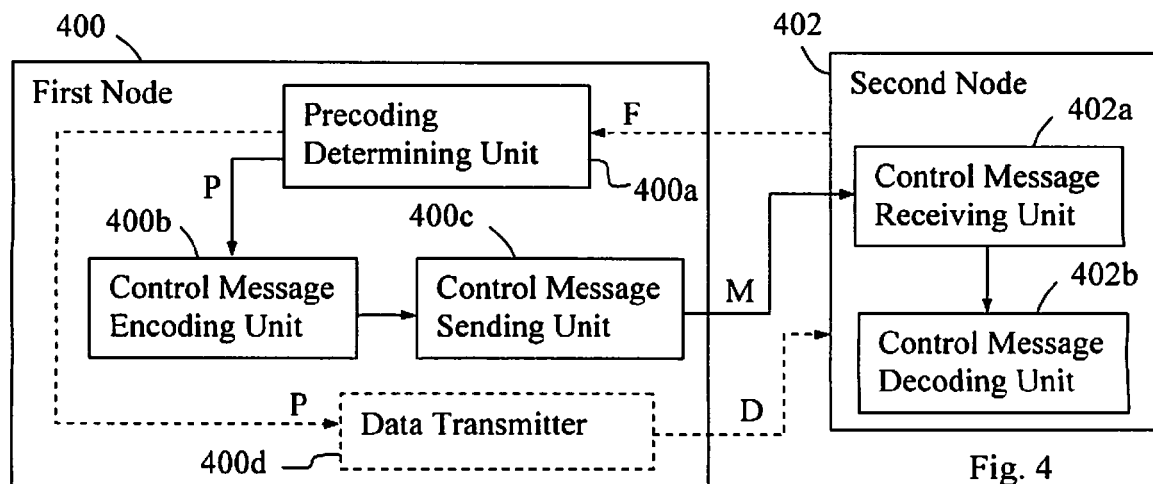 400
402
First Node
Second Node
Precoding
Determining Unit
F
402a
400a
P
Control Message
Receiving Unit
400b
400c
402b
Control Message
Encoding Unit
Control Message
Sending Unit
M
Control Message
Decoding Unit
P
Data Transmitter
D
400d
Fig. 4